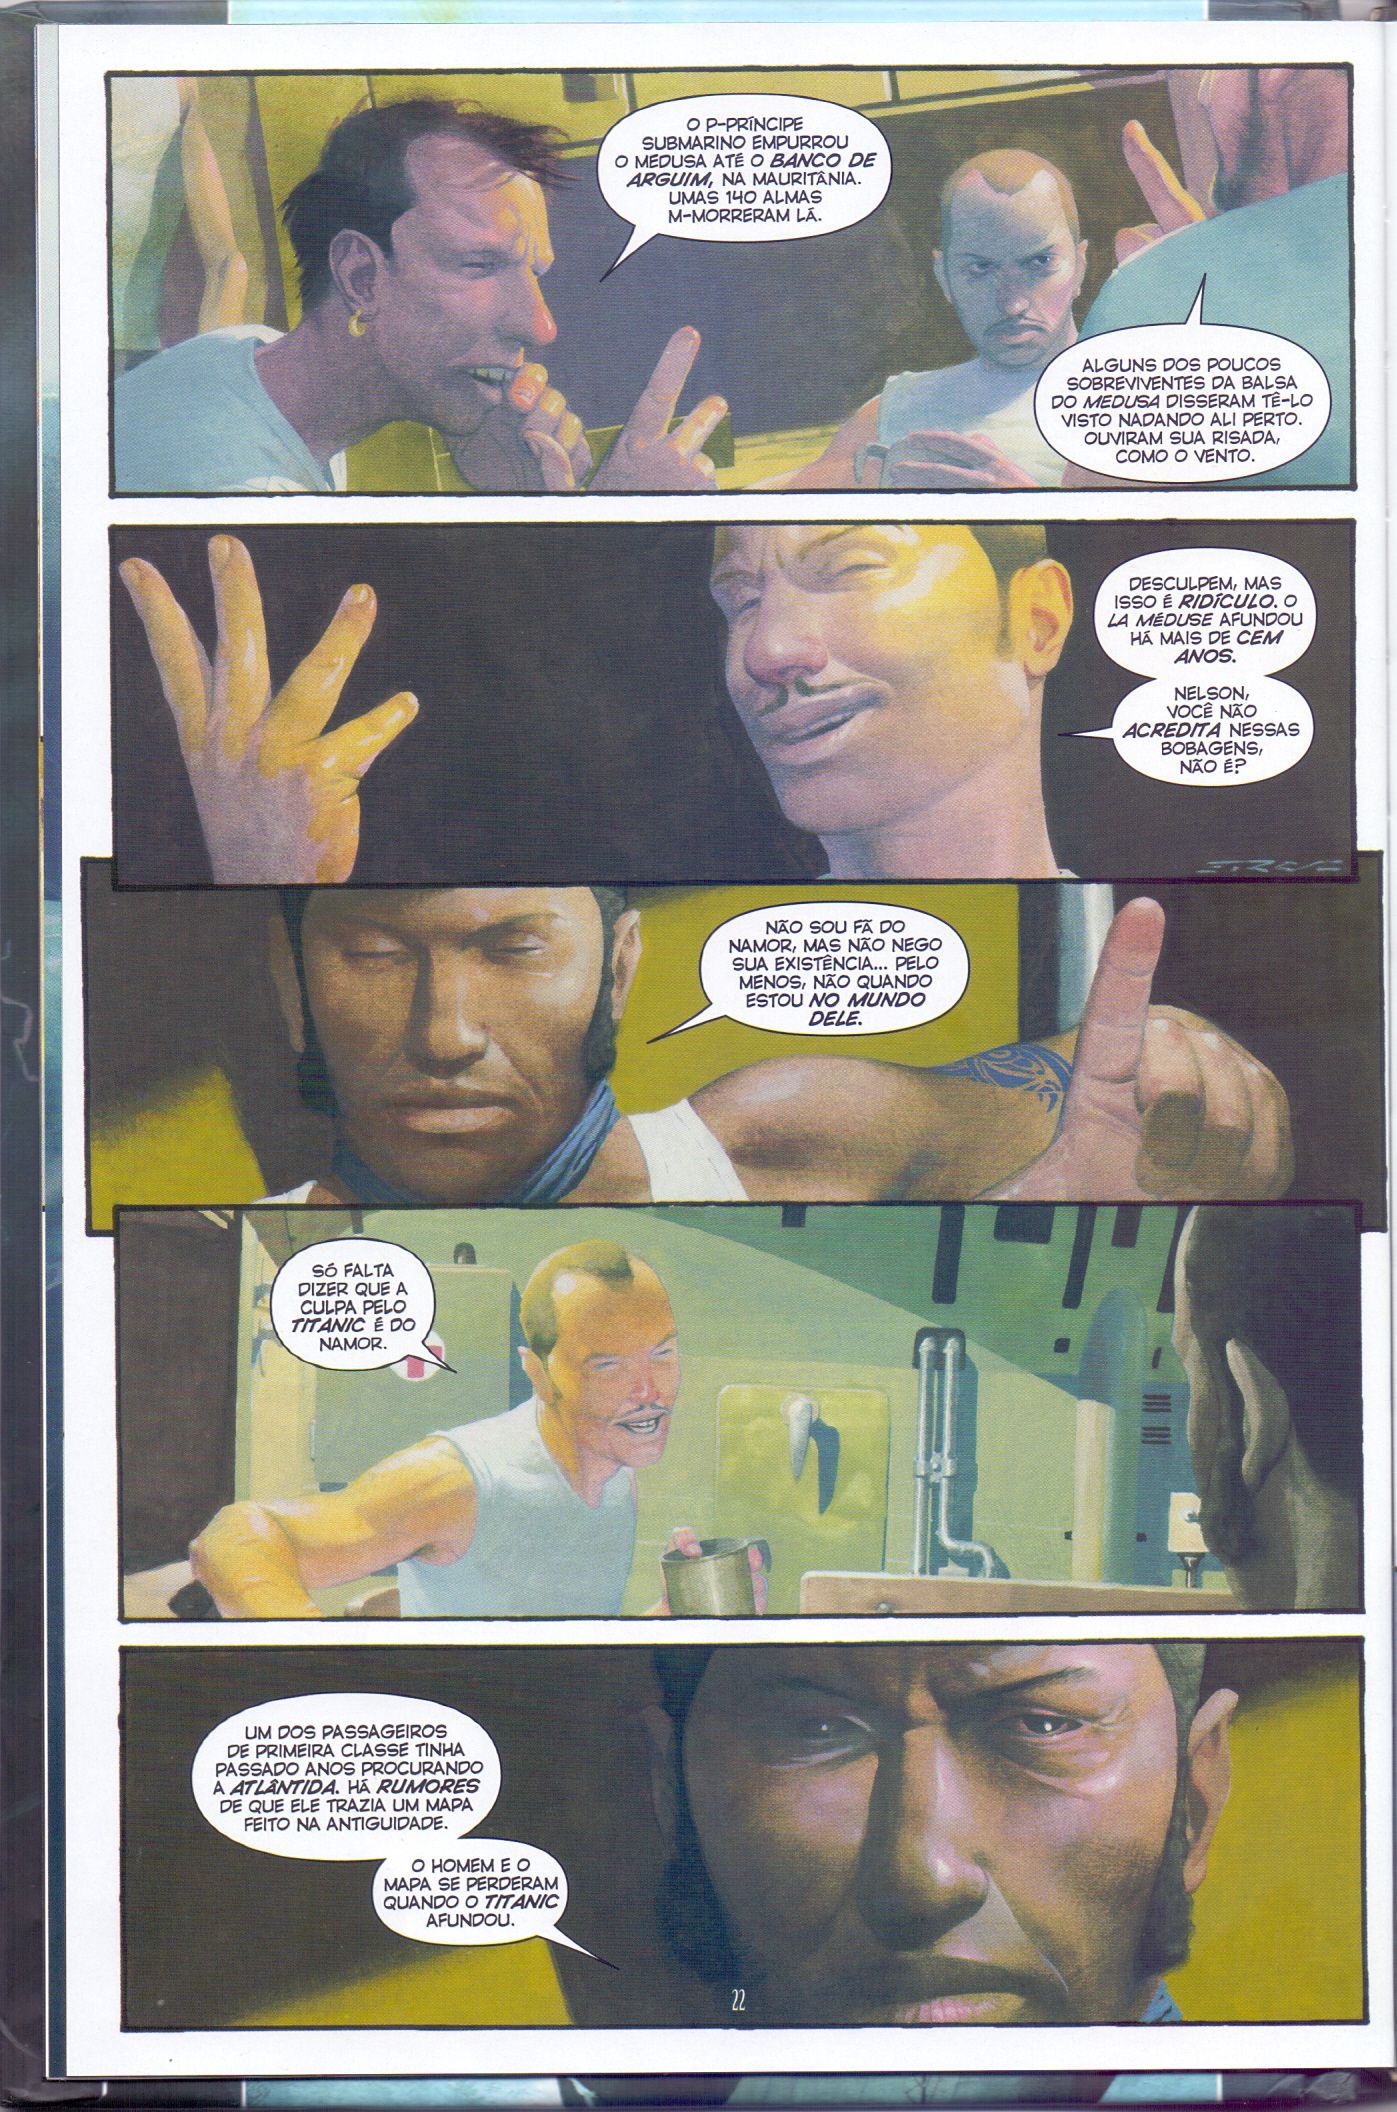 O P-PRÍNCIPE
SUBMARINO EMPURROU
O MEDUSA ATÉ O BANCO DE
ARGUIM, NA MAURITÂNIA.
UMAS 140 ALMAS
M-MORRERAM LÁ.
ALGUNS DOS POUCOS
SOBREVIVENTES DA BALSA
DO MEDUSA DISSERAM TÊ-LO
VISTO NADANDO ALI PERTO.
OUVIRAM SUA RISADA,
COMO O VENTO.
DESCULPEM, MAS
ISSO É RIDÍCULO. O
LA MÉDUSE AFUNDOU
HÁ MAIS DE CEM
ANOS.
NELSON,
VOCÊ NÃO
ACREDITA NESSAS
BOBAGENS,
NÃO É?
NÃO SOU FÃ DO
NAMOR, MAS NÃO NEGO
SUA EXISTÊNCIA... PELO
MENOS, NÃO QUANDO
ESTOU NO MUNDO
DELE.
SÓ FALTA
DIZER QUE A
CULPA PELO
TITANIC É DO
NAMOR.
UM DOS PASSAGEIROS
DE PRIMEIRA CLASSE TINHA
PASSADO ANOS PROCURANDO
A ATLÂNTIDA. HÁ RUMORES
DE QUE ELE TRAZIA UM MAPA
FEITO NA ANTIGUIDADE.
O HOMEM E O
MAPA SE PERDERAM
QUANDO O TITANIC
AFUNDOU.
22